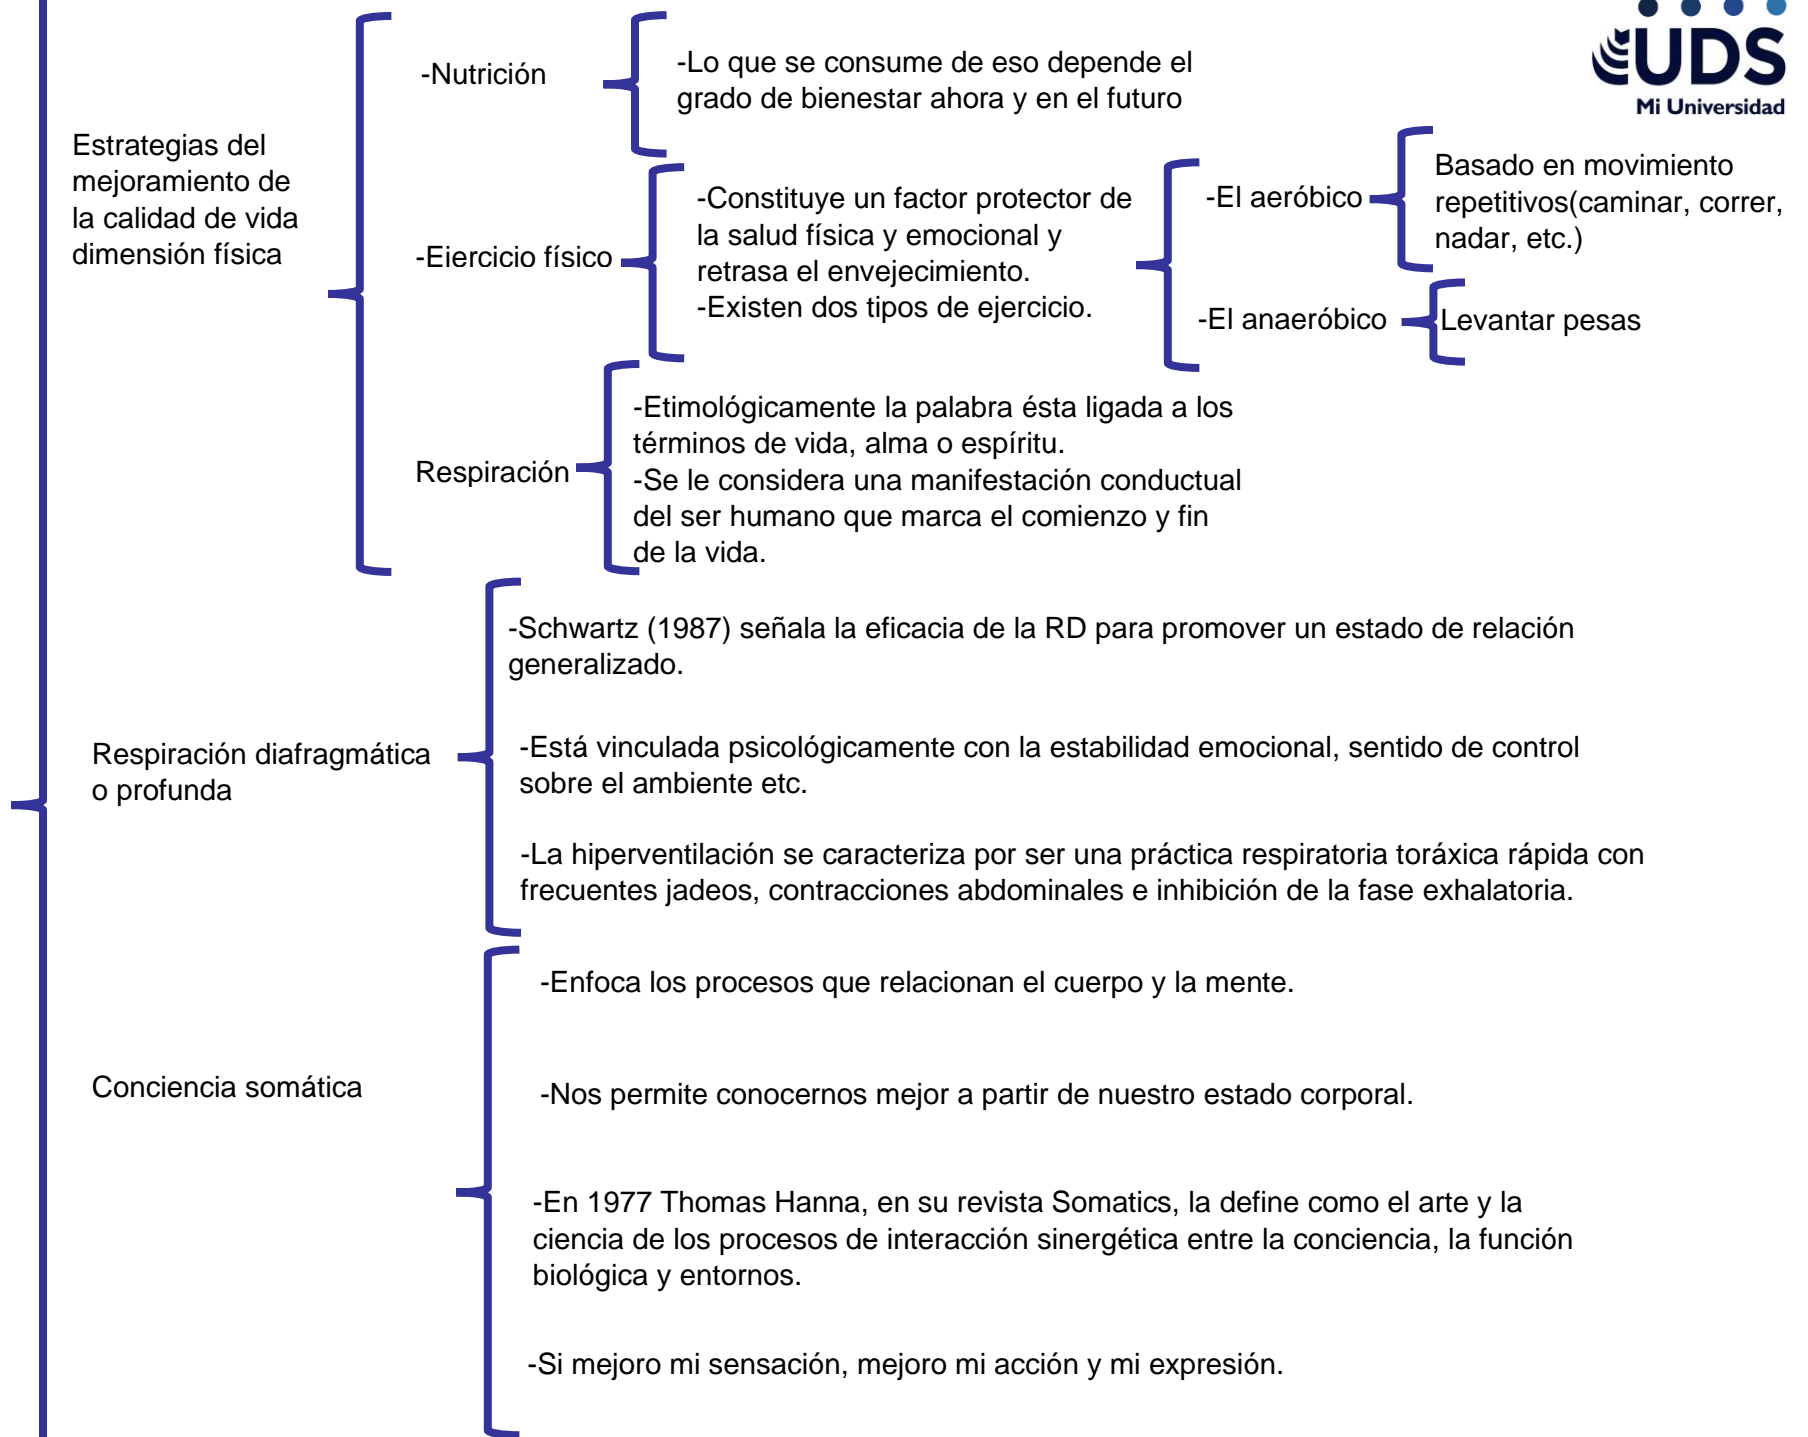 UDS
Mi Universidad
Estrategias del
mejoramiento de
la calidad de vida
dimensión física
-Nutrición
-Lo que se consume de eso depende el
grado de bienestar ahora y en el futuro
-Ejercicio físico
-Constituye un factor protector de
la salud física y emocional y
retrasa el envejecimiento.
-Existen dos tipos de ejercicio.
-El aeróbico
Basado en movimiento
repetitivos(caminar, correr,
nadar, etc.)
-El anaeróbico
Levantar pesas
Respiración
-Etimológicamente la palabra ésta ligada a los
términos de vida, alma o espíritu.
-Se le considera una manifestación conductual
del ser humano que marca el comienzo y fin
de la vida.
Respiración diafragmática
o profunda
-Schwartz (1987) señala la eficacia de la RD para promover un estado de relación
generalizado.
-Está vinculada psicológicamente con la estabilidad emocional, sentido de control
sobre el ambiente etc.
-La hiperventilación se caracteriza por ser una práctica respiratoria toráxica rápida con
frecuentes jadeos, contracciones abdominales e inhibición de la fase exhalatoria.
Conciencia somática
-Enfoca los procesos que relacionan el cuerpo y la mente.
-Nos permite conocernos mejor a partir de nuestro estado corporal.
-En 1977 Thomas Hanna, en su revista Somatics, la define como el arte y la
ciencia de los procesos de interacción sinergética entre la conciencia, la función
biológica y entornos.
-Si mejoro mi sensación, mejoro mi acción y mi expresión.